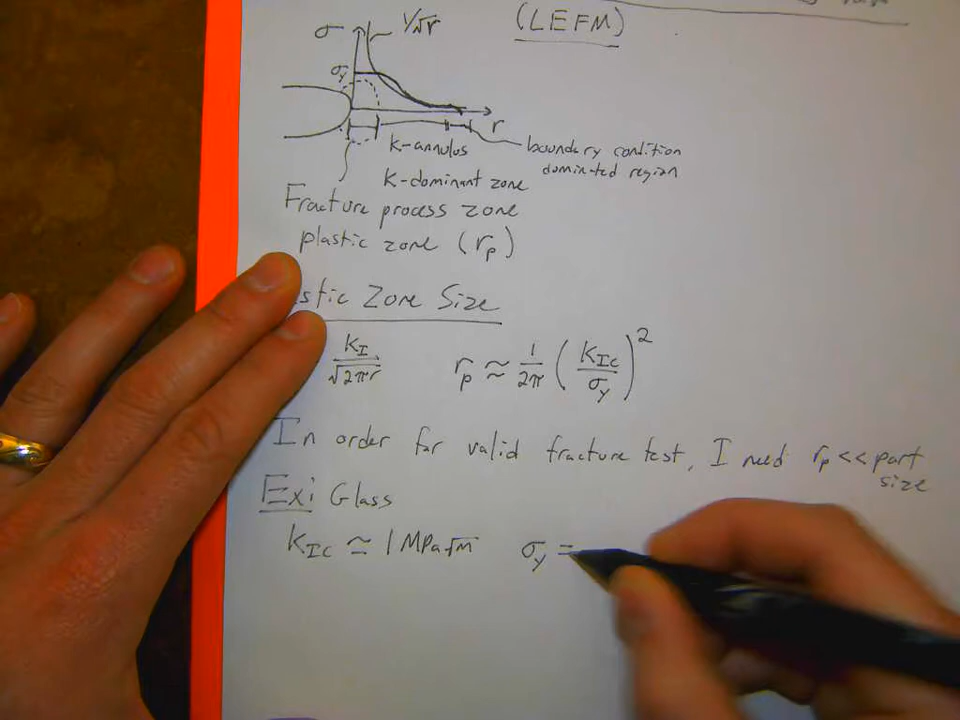 (LEFM)
σ 1/√r
σy
r
K-annulus boundary condition
K-dominant zone dominated region
Fracture process zone
plastic zone (rp)
stic Zone Size
KI/√2πr rp ≈ 1/2π (KIc/σy)²
In order for valid fracture test, I need rp << part
size
Ex: Glass
KIc ≃ 1 MPa√m σy =